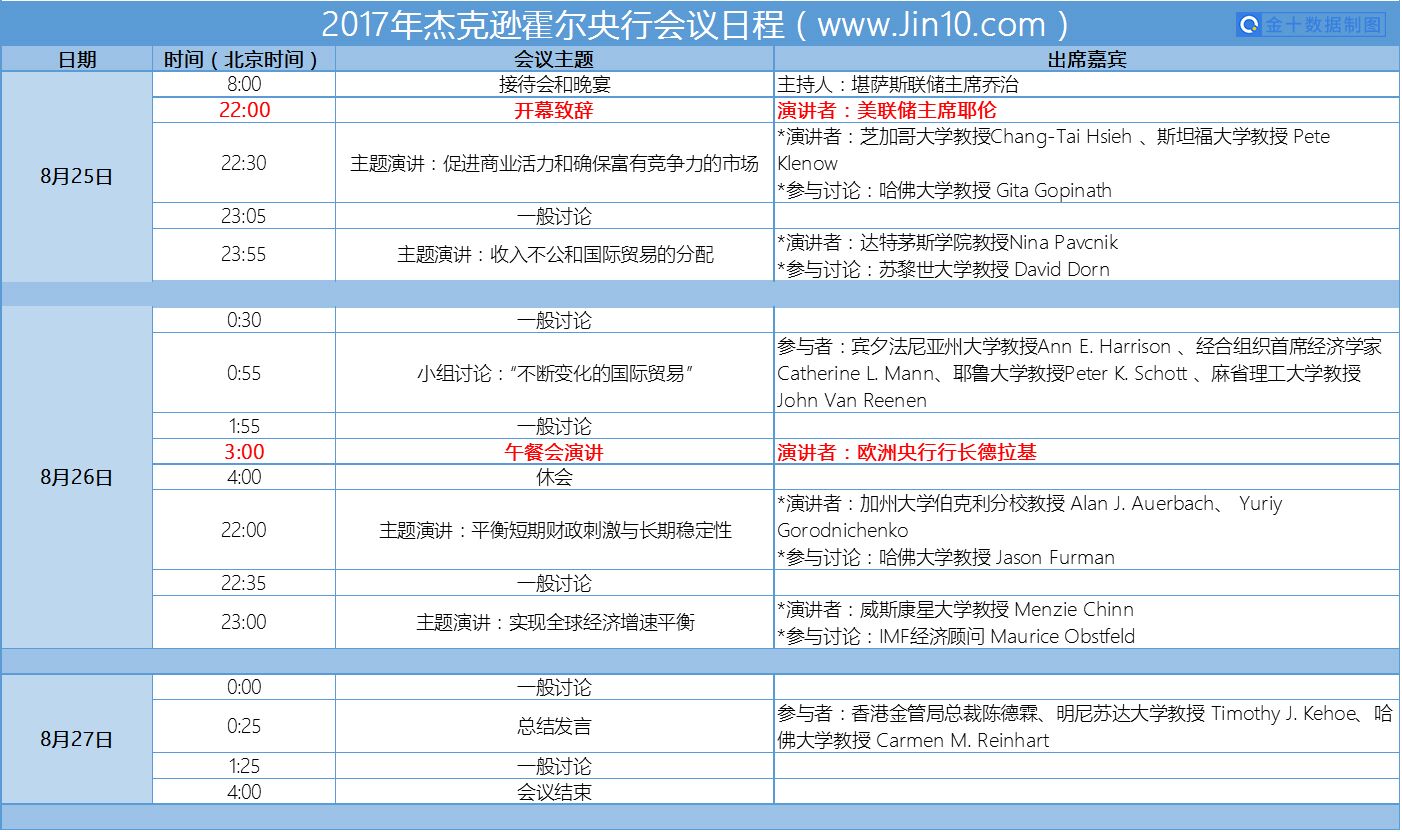 2017年杰克逊霍尔央行会议日程（www.Jin10.com）
金十数据制图
日期 时间（北京时间） 会议主题 出席嘉宾
8月25日
8:00 接待会和晚宴 主持人：堪萨斯联储主席乔治
22:00 开幕致辞 演讲者：美联储主席耶伦
22:30 主题演讲：促进商业活力和确保富有竞争力的市场
*演讲者：芝加哥大学教授Chang-Tai Hsieh 、斯坦福大学教授 Pete
Klenow
*参与讨论：哈佛大学教授 Gita Gopinath
23:05 一般讨论
23:55 主题演讲：收入不公和国际贸易的分配
*演讲者：达特茅斯学院教授Nina Pavcnik
*参与讨论：苏黎世大学教授 David Dorn
8月26日
0:30 一般讨论
0:55 小组讨论：“不断变化的国际贸易”
参与者：宾夕法尼亚州大学教授Ann E. Harrison 、经合组织首席经济学家
Catherine L. Mann、耶鲁大学教授Peter K. Schott 、麻省理工大学教授
John Van Reenen
1:55 一般讨论
3:00 午餐会演讲 演讲者：欧洲央行行长德拉基
4:00 休会
22:00 主题演讲：平衡短期财政刺激与长期稳定性
*演讲者：加州大学伯克利分校教授 Alan J. Auerbach、 Yuriy
Gorodnichenko
*参与讨论：哈佛大学教授 Jason Furman
22:35 一般讨论
23:00 主题演讲：实现全球经济增速平衡
*演讲者：威斯康星大学教授 Menzie Chinn
*参与讨论：IMF经济顾问 Maurice Obstfeld
8月27日
0:00 一般讨论
0:25 总结发言
参与者：香港金管局总裁陈德霖、明尼苏达大学教授 Timothy J. Kehoe、哈
佛大学教授 Carmen M. Reinhart
1:25 一般讨论
4:00 会议结束